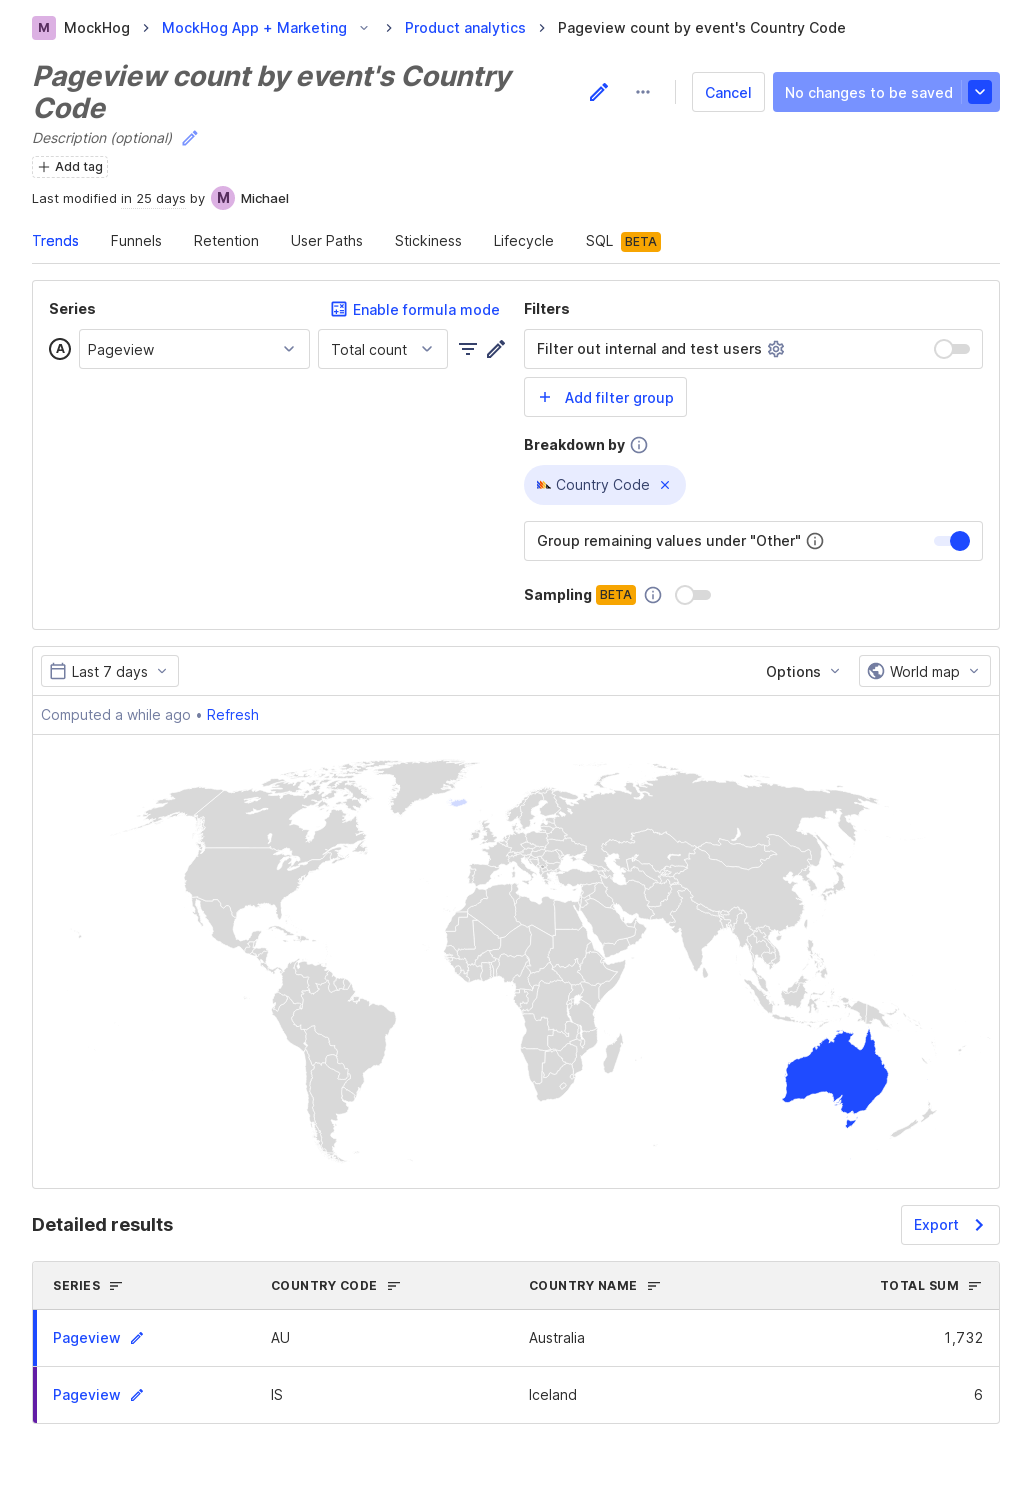 M MockHog > MockHog App + Marketing > Product analytics > Pageview count by event's Country Code
Pageview count by event's Country
Code
Cancel
No changes to be saved
Description (optional)
Add tag
Last modified in 25 days by M Michael
Trends Funnels Retention User Paths Stickiness Lifecycle SQL BETA
Series
Enable formula mode
A Pageview Total count
Filters
Filter out internal and test users
+ Add filter group
Breakdown by
Country Code
Group remaining values under "Other"
Sampling BETA
Last 7 days Options World map
Computed a while ago • Refresh
Detailed results Export
SERIES COUNTRY CODE COUNTRY NAME TOTAL SUM
Pageview AU Australia 1,732
Pageview IS Iceland 6